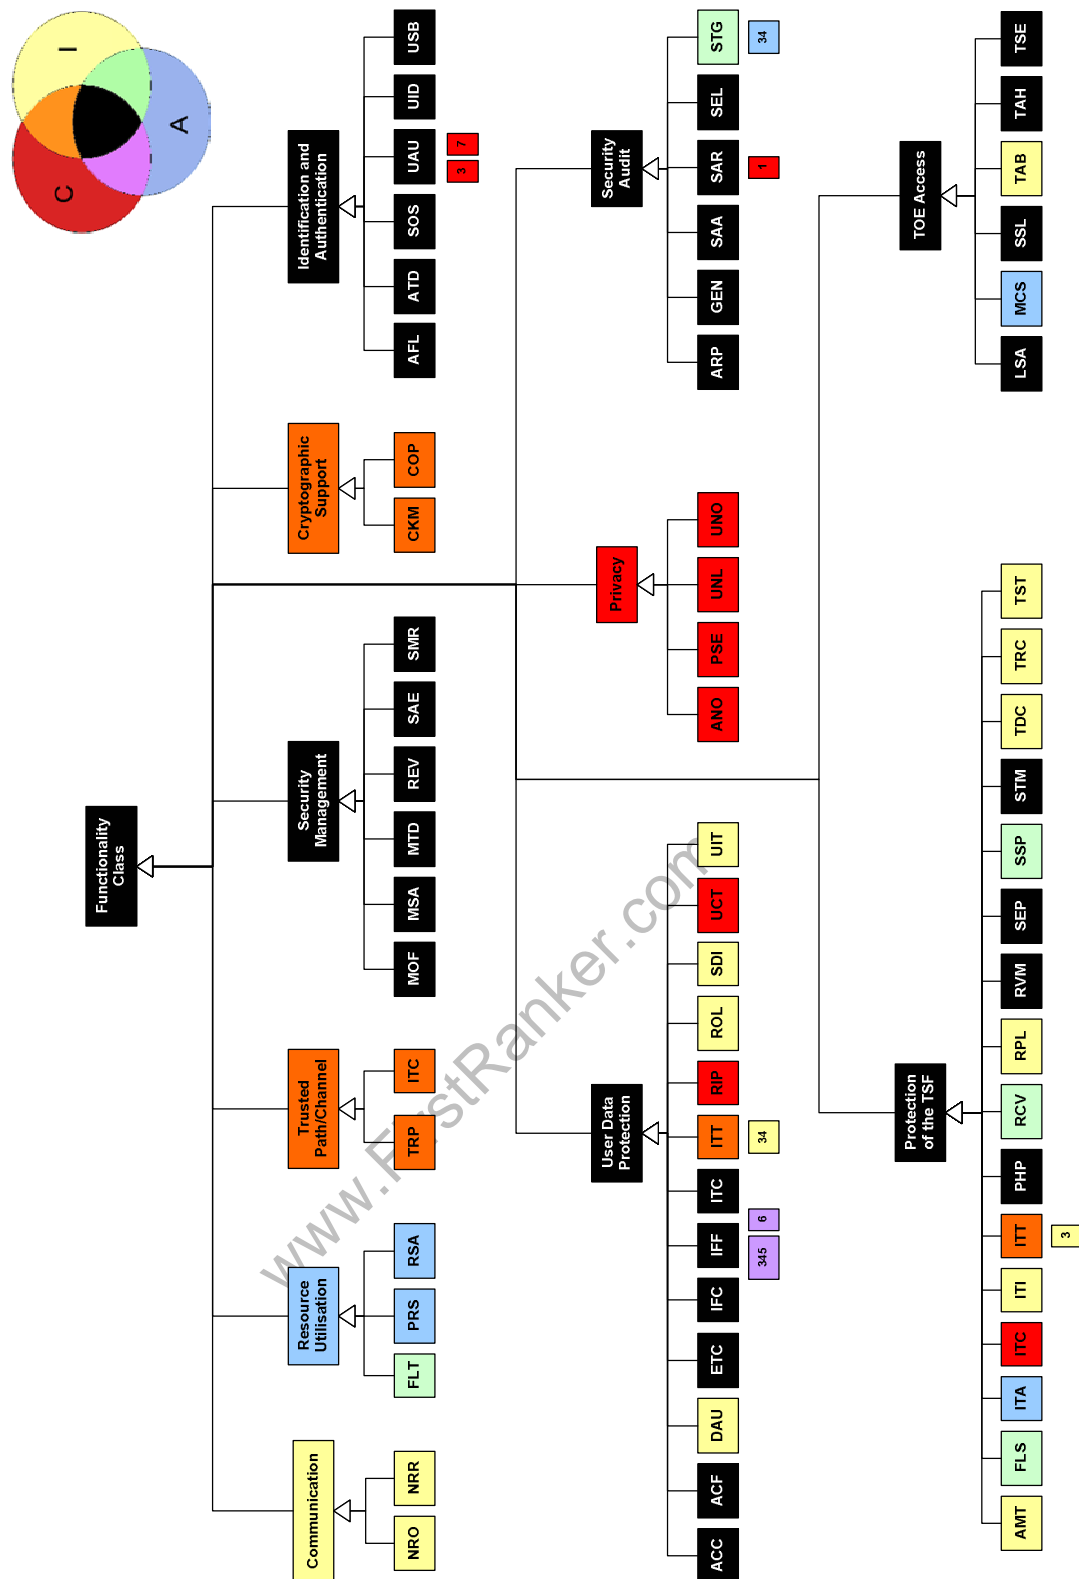 C
I
A
Functionality
Class
Communication
NRO
NRR
Resource
Utilisation
FLT
PRS
RSA
Trusted
Path/Channel
TRP
ITC
Security
Management
MOF
MSA
MTD
REV
SAE
SMR
Cryptographic
Support
CKM
COP
Identification and
Authentication
AFL
ATD
SOS
UAU
3
7
UID
USB
User Data
Protection
ACC
ACF
DAU
ETC
IFC
IFF
345
6
ITC
ITT
34
RIP
ROL
SDI
UCT
UIT
Privacy
ANO
PSE
UNL
UNO
Security
Audit
ARP
GEN
SAA
SAR
1
SEL
STG
34
Protection
of the TSF
AMT
FLS
ITA
ITC
ITI
ITT
3
PHP
RCV
RPL
RVM
SEP
SSP
STM
TDC
TRC
TST
TOE Access
LSA
MCS
SSL
TAB
TAH
TSE
www.FirstRanker.com